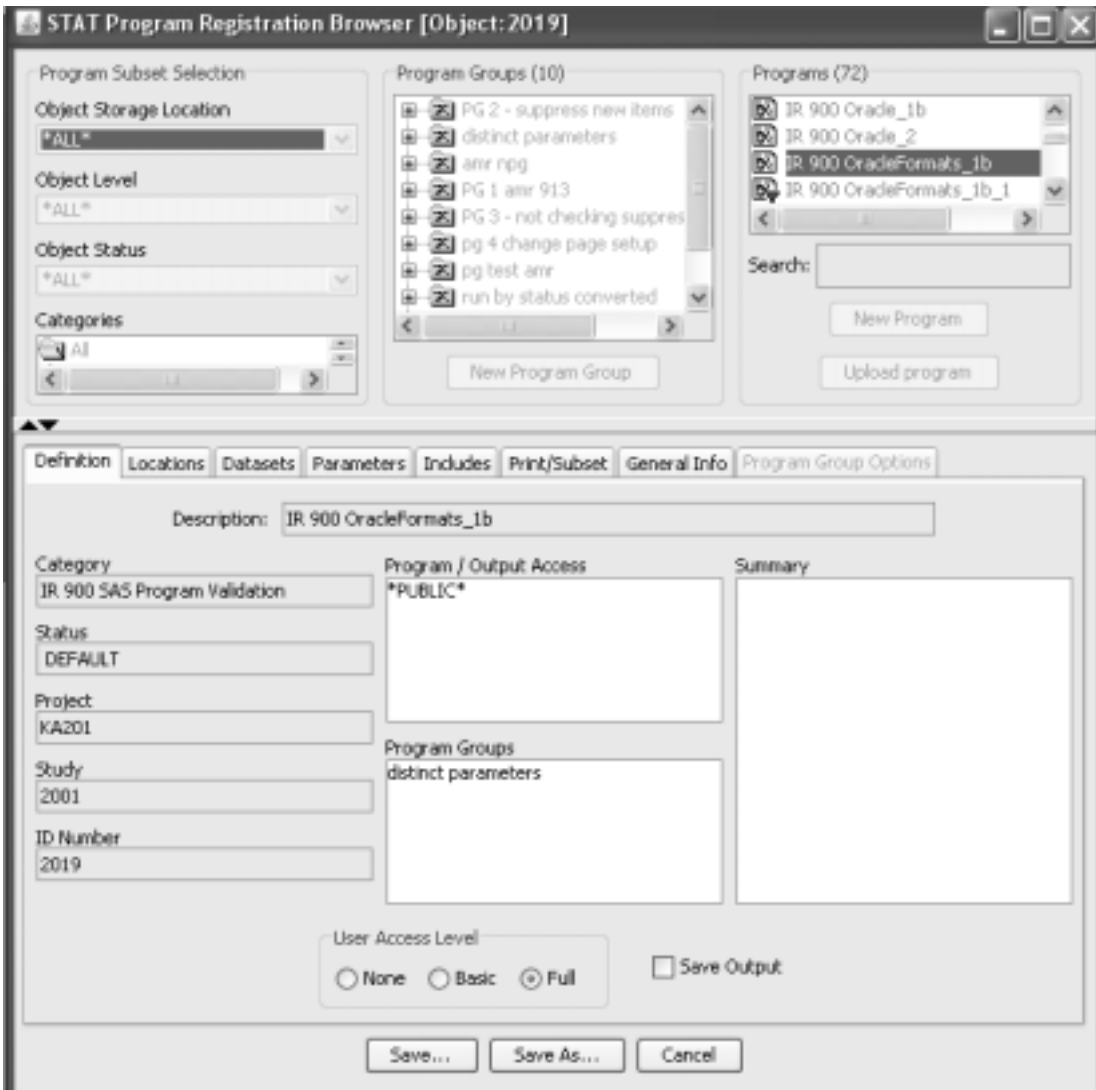 STAT Program Registration Browser [Object:2019]
Program Subset Selection
Object Storage Location
*ALL*
Object Level
*ALL*
Object Status
*ALL*
Categories
All
Program Groups (10)
PG 2 - suppress new items
distinct parameters
amr npg
PG 1 amr 913
PG 3 - not checking suppres
pg 4 change page setup
pg test amr
run by status converted
New Program Group
Programs (72)
IR 900 Oracle_1b
IR 900 Oracle_2
IR 900 OracleFormats_1b
IR 900 OracleFormats_1b_1
Search:
New Program
Upload program
Definition Locations Datasets Parameters Includes Print/Subset General Info Program Group Options
Description: IR 900 OracleFormats_1b
Category
IR 900 SAS Program Validation
Status
DEFAULT
Project
KA201
Study
2001
ID Number
2019
Program / Output Access
*PUBLIC*
Program Groups
distinct parameters
Summary
User Access Level
None Basic Full
Save Output
Save... Save As... Cancel